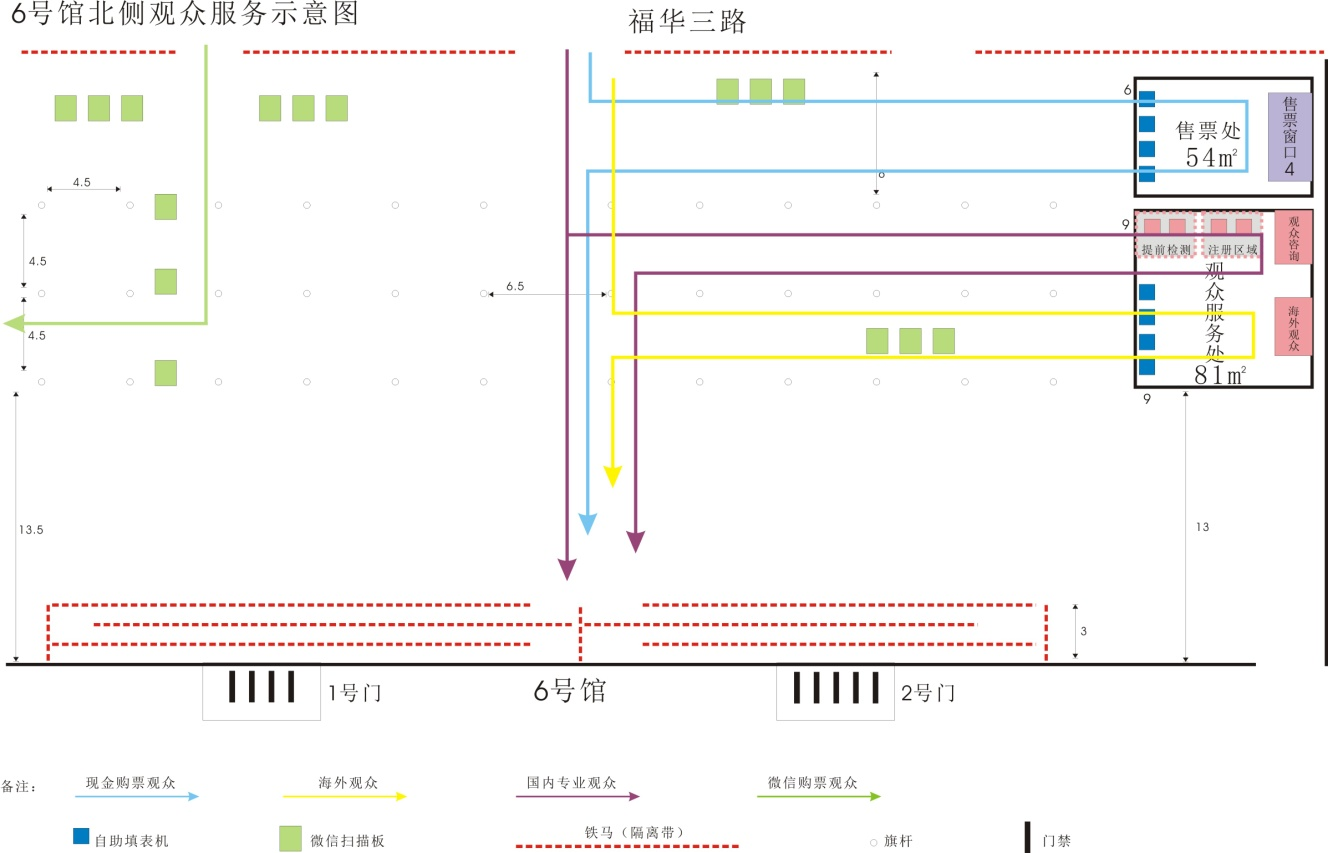 6号馆北侧观众服务示意图
福华三路
6
售票处
54m²
售票窗口4
4.5
8
9
提前检测
注册区域
观众咨询
4.5
6.5
观众服务处
81m²
海外观众
4.5
9
13.5
13
3
1号门
6号馆
2号门
备注：
现金购票观众
海外观众
国内专业观众
微信购票观众
自助填表机
微信扫描板
铁马（隔离带）
旗杆
门禁